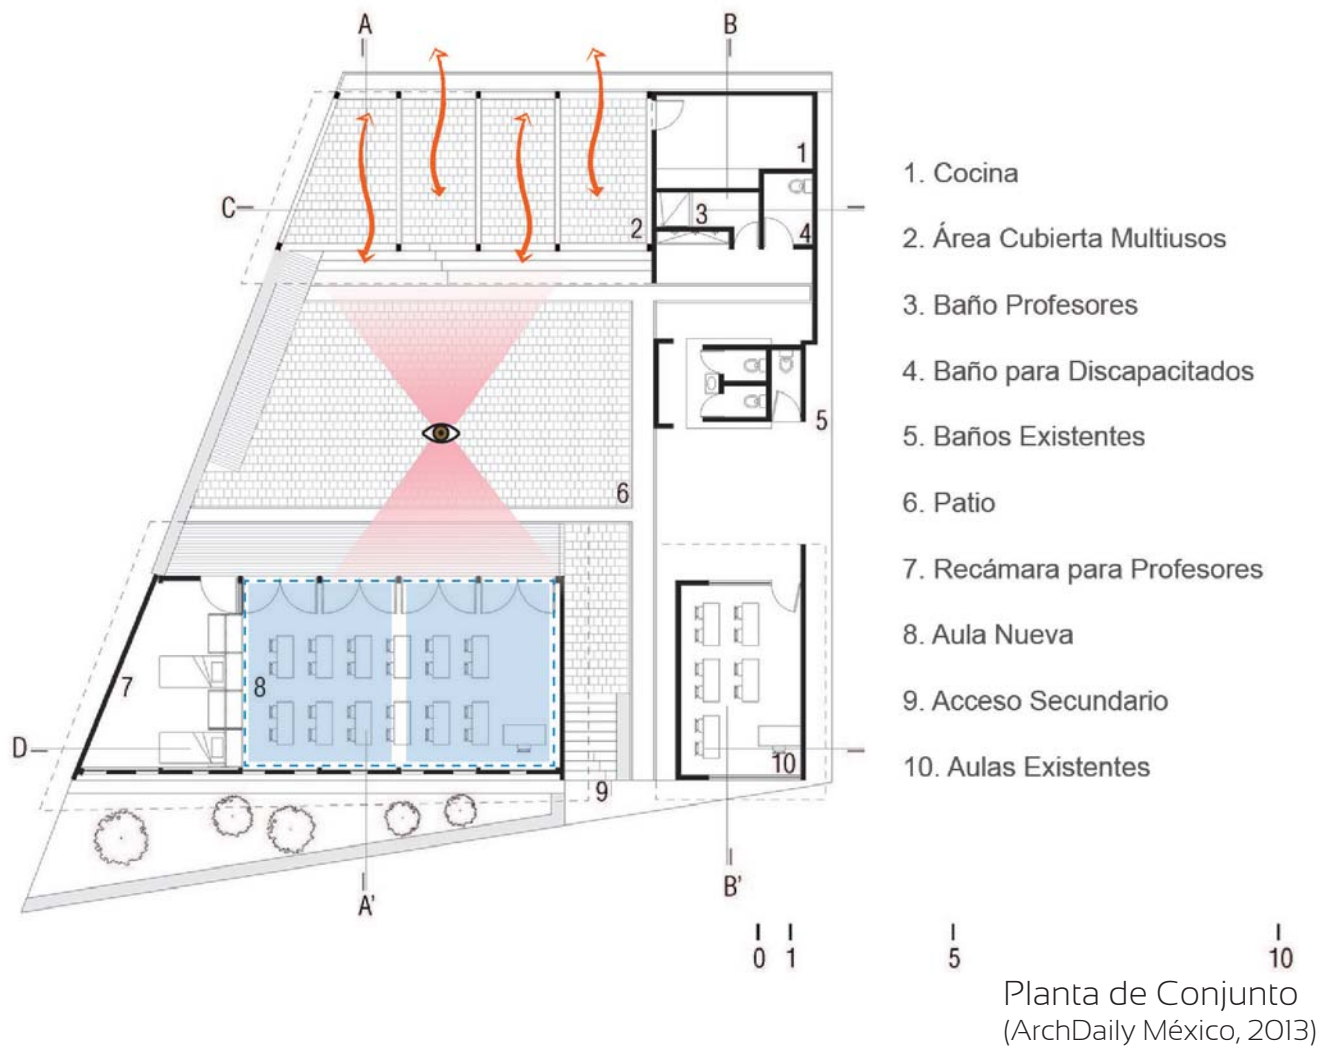 A
B
C
1
2
3
4
5
6
7
8
D
10
9
A'
B'
1. Cocina
2. Área Cubierta Multiusos
3. Baño Profesores
4. Baño para Discapacitados
5. Baños Existentes
6. Patio
7. Recámara para Profesores
8. Aula Nueva
9. Acceso Secundario
10. Aulas Existentes
0 1 5 10
Planta de Conjunto
(ArchDaily México, 2013)